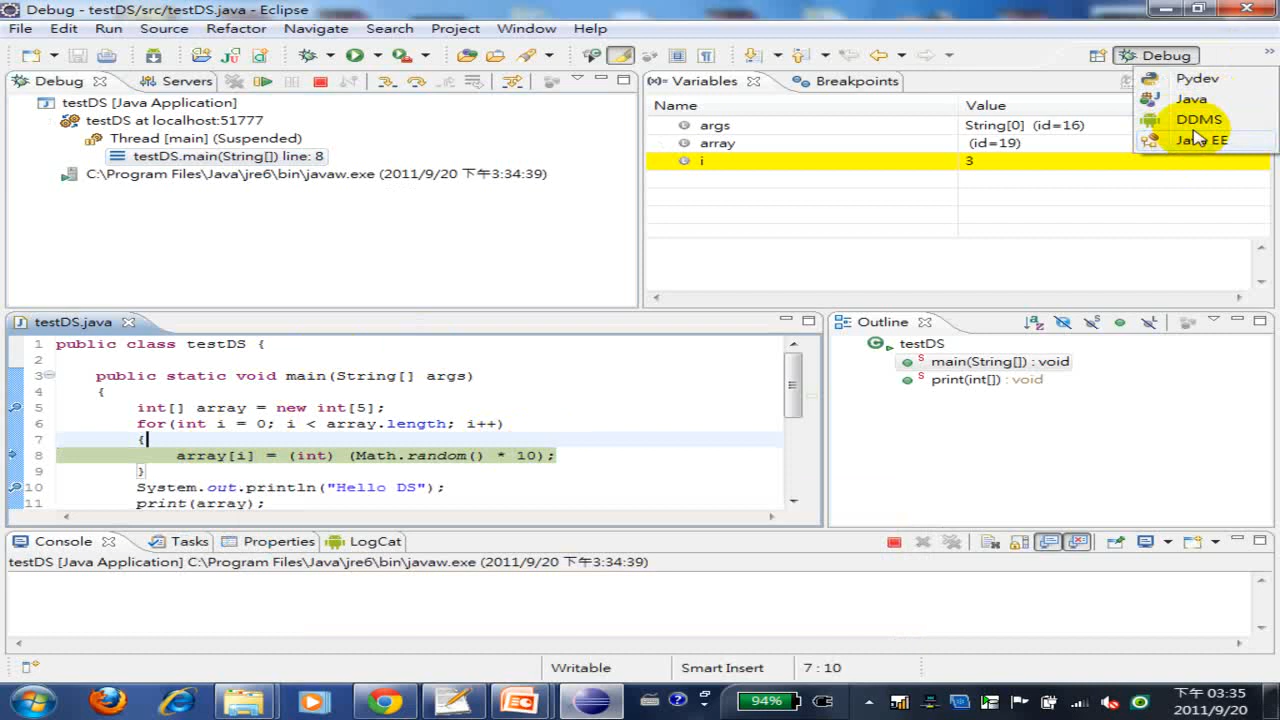 Debug - testDS/src/testDS.java - Eclipse
File Edit Run Source Refactor Navigate Search Project Window Help
Debug
Pydev
Java
DDMS
Java EE
Debug Servers
testDS [Java Application]
testDS at localhost:51777
Thread [main] (Suspended)
testDS.main(String[]) line: 8
C:\Program Files\Java\jre6\bin\javaw.exe (2011/9/20 下午3:34:39)
(x)= Variables Breakpoints
Name Value
args String[0] (id=16)
array (id=19)
i 3
testDS.java
1 public class testDS {
2
3 public static void main(String[] args)
4 {
5 int[] array = new int[5];
6 for(int i = 0; i < array.length; i++)
7 {
8 array[i] = (int) (Math.random() * 10);
9 }
10 System.out.println("Hello DS");
11 print(array);
Outline
testDS
main(String[]) : void
print(int[]) : void
Console Tasks Properties LogCat
testDS [Java Application] C:\Program Files\Java\jre6\bin\javaw.exe (2011/9/20 下午3:34:39)
Writable Smart Insert 7 : 10
94%
下午 03:35
2011/9/20